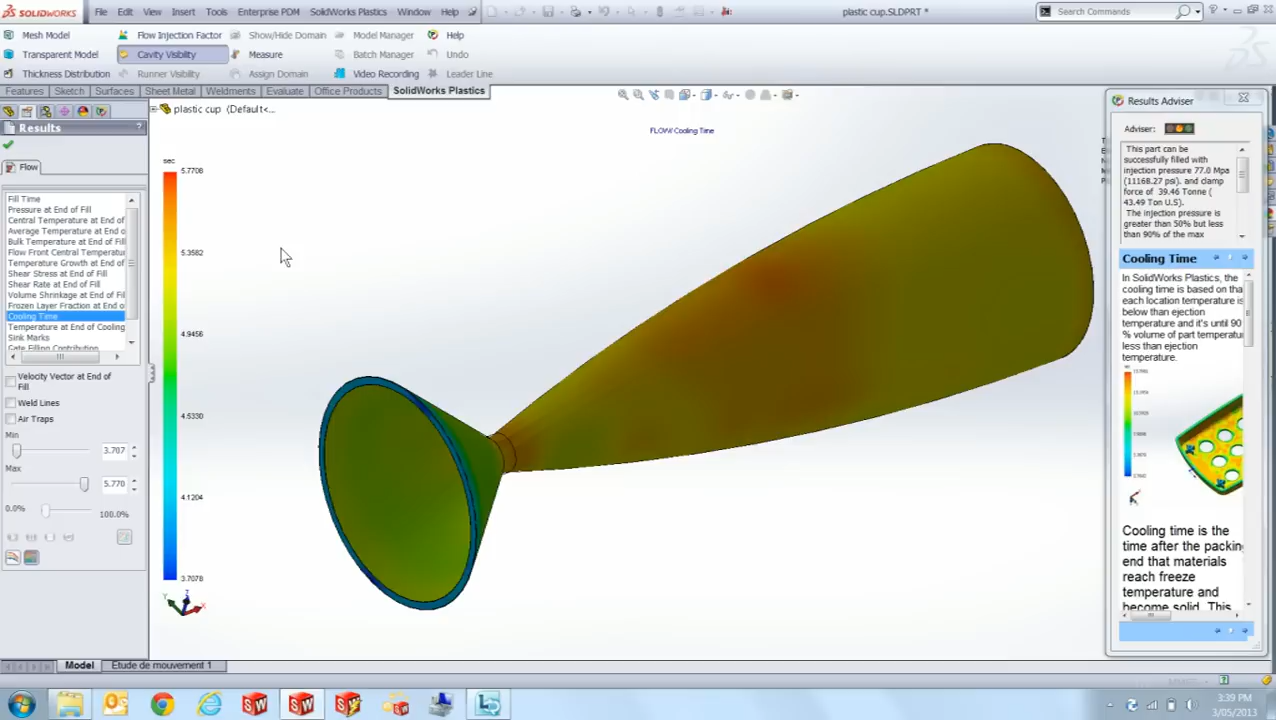 SOLIDWORKS File Edit View Insert Tools Enterprise PDM SolidWorks Plastics Window Help plastic cup.SLDPRT * Search Commands
Mesh Model Flow Injection Factor Show/Hide Domain Model Manager Help
Transparent Model Cavity Visibility Measure Batch Manager Undo
Thickness Distribution Runner Visibility Assign Domain Video Recording Leader Line
Features Sketch Surfaces Sheet Metal Weldments Evaluate Office Products SolidWorks Plastics
Results ?
Flow
Fill Time
Pressure at End of Fill
Central Temperature at End of
Average Temperature at End of
Bulk Temperature at End of Fill
Flow Front Central Temperatur
Temperature Growth at End of
Shear Stress at End of Fill
Shear Rate at End of Fill
Volume Shrinkage at End of Fil
Frozen Layer Fraction at End o
Cooling Time
Temperature at End of Cooling
Sink Marks
Gate Filling Contribution
Velocity Vector at End of
Fill
Weld Lines
Air Traps
Min
3.707
Max
5.770
0.0%
100.0%
plastic cup (Default<...
FLOW/Cooling Time
sec
5.7708
5.3582
4.9456
4.5330
4.1204
3.7078
Y Z X
Results Adviser
Adviser:
This part can be
successfully filled with
injection pressure 77.0 Mpa
(11168.27 psi). and clamp
force of 39.46 Tonne (
43.49 Ton U.S).
The injection pressure is
greater than 50% but less
than 90% of the max
Cooling Time
In SolidWorks Plastics, the
cooling time is based on tha
each location temperature is
below than ejection
temperature and it's until 90
% volume of part temperatur
less than ejection
temperature.
Cooling time is the
time after the packin
end that materials
reach freeze
temperature and
become solid. This
Model Etude de mouvement 1
3:39 PM
3/05/2013